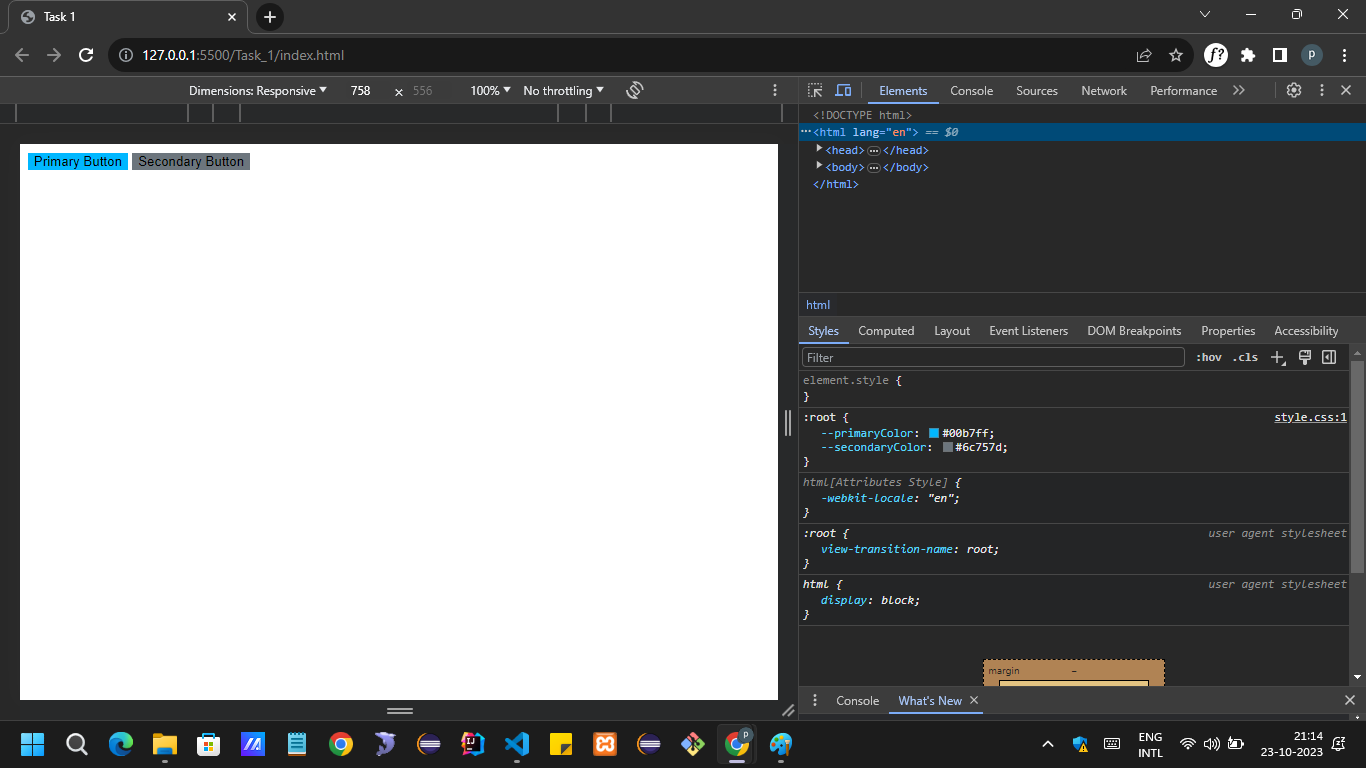 Task 1
127.0.0.1:5500/Task_1/index.html
f?
p
Dimensions: Responsive 758 x 556 100% No throttling
Elements Console Sources Network Performance
Primary Button Secondary Button
<!DOCTYPE html>
<html lang="en"> == $0
<head> </head>
<body> </body>
</html>
html
Styles Computed Layout Event Listeners DOM Breakpoints Properties Accessibility
Filter :hov .cls
element.style {
}
:root { style.css:1
--primaryColor: #00b7ff;
--secondaryColor: #6c757d;
}
html[Attributes Style] {
-webkit-locale: "en";
}
:root { user agent stylesheet
view-transition-name: root;
}
html { user agent stylesheet
display: block;
}
margin –
Console What's New
p
ENG
INTL
21:14
23-10-2023